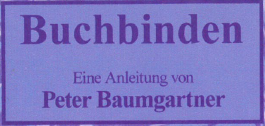 Buchbinden
Eine Anleitung von
Peter Baumgartner